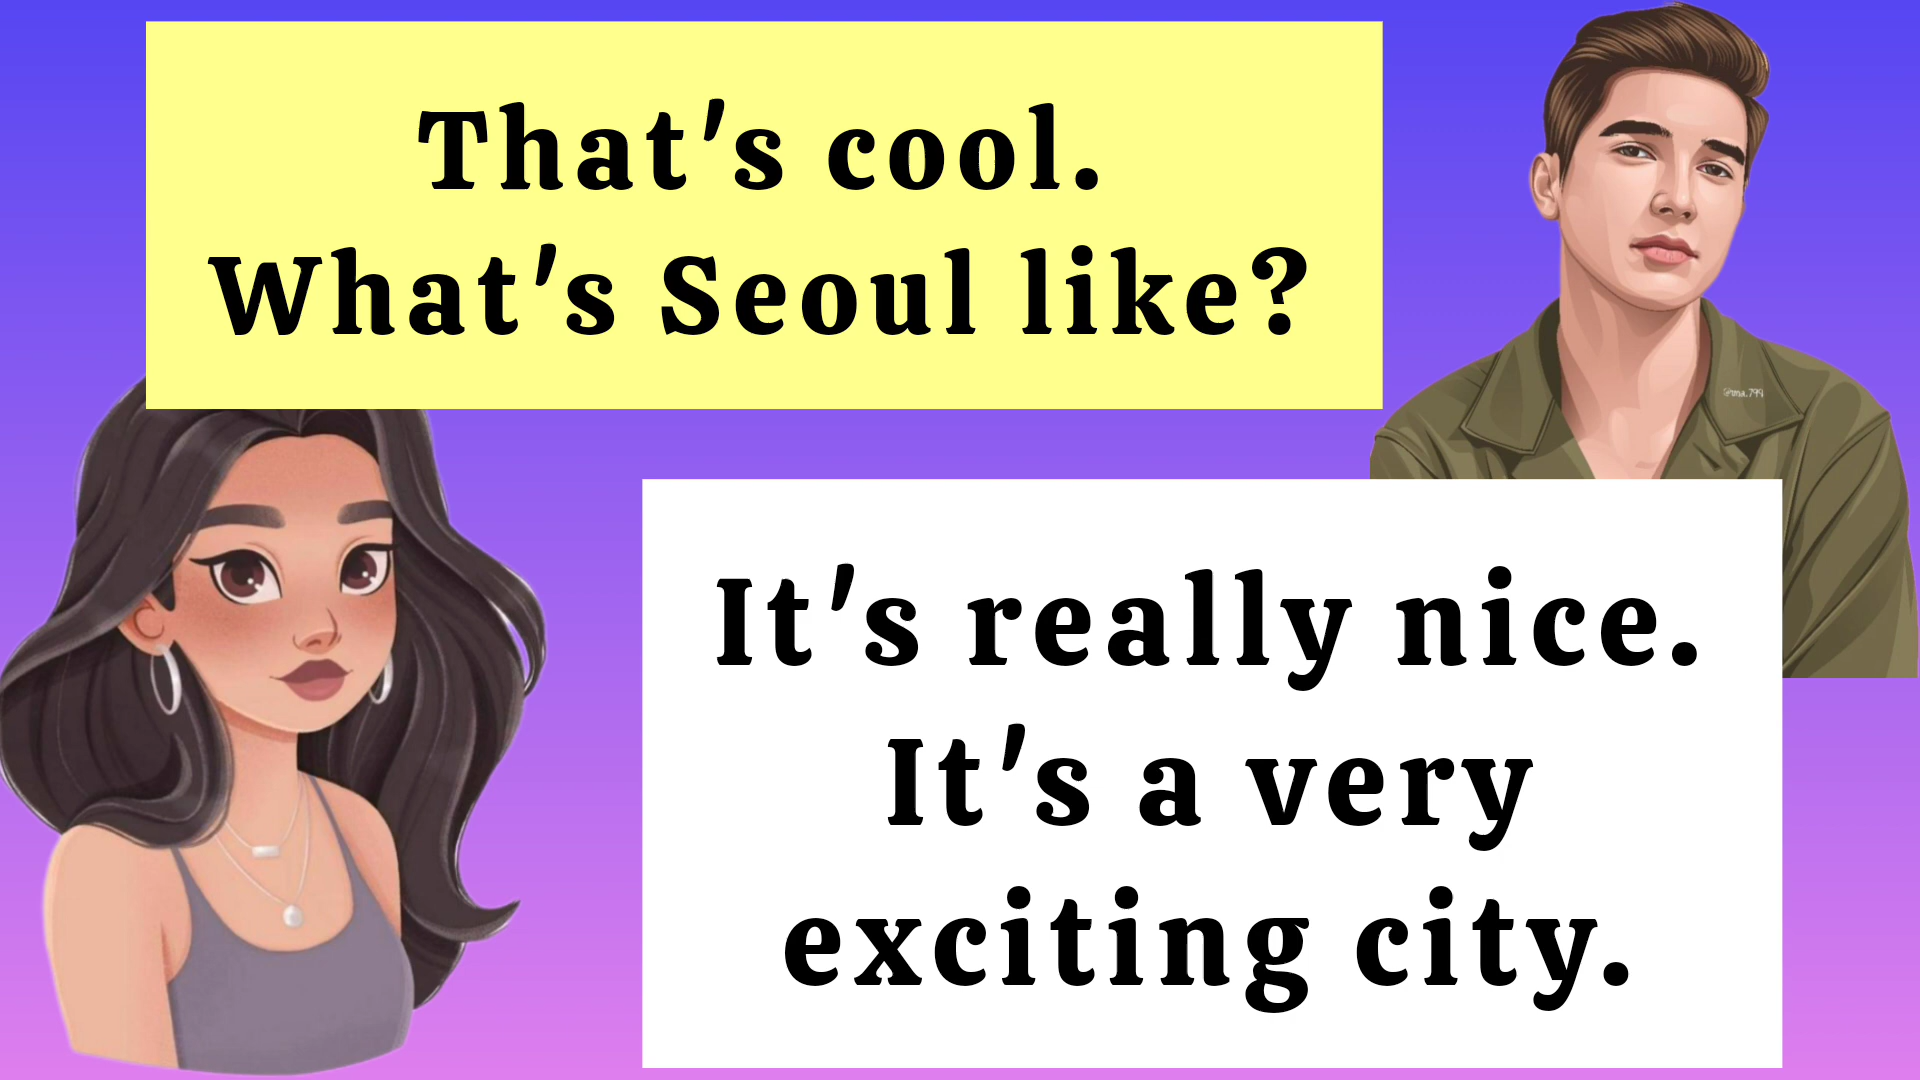 That's cool.
What's Seoul like?
It's really nice.
It's a very
exciting city.